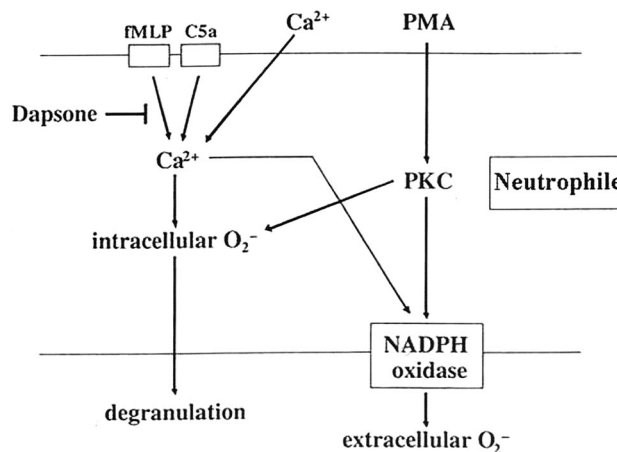 fMLP C5a Ca²⁺ PMA
Dapsone
Ca²⁺ PKC Neutrophile
intracellular O₂⁻
NADPH
oxidase
degranulation
extracellular O₂⁻